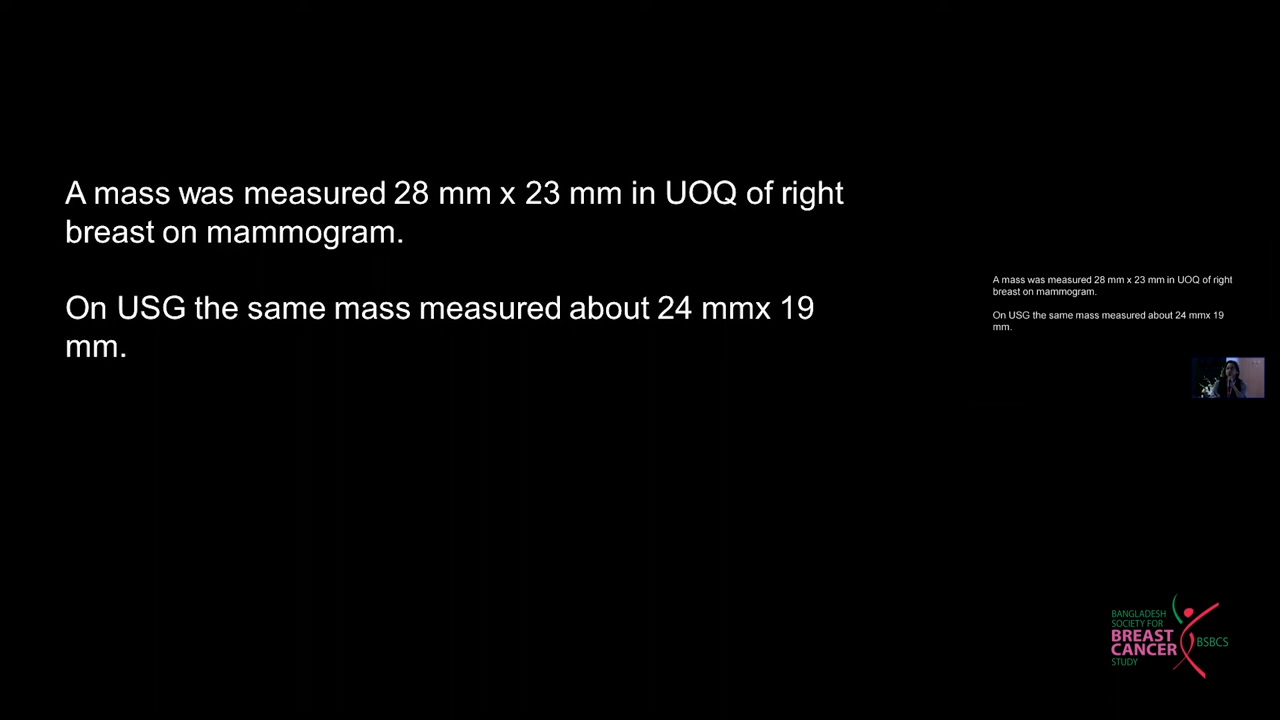 A mass was measured 28 mm x 23 mm in UOQ of right
breast on mammogram.
On USG the same mass measured about 24 mmx 19
mm.
A mass was measured 28 mm x 23 mm in UOQ of right
breast on mammogram.
On USG the same mass measured about 24 mmx 19
mm.
BANGLADESH
SOCIETY FOR
BREAST
CANCER
STUDY
BSBCS